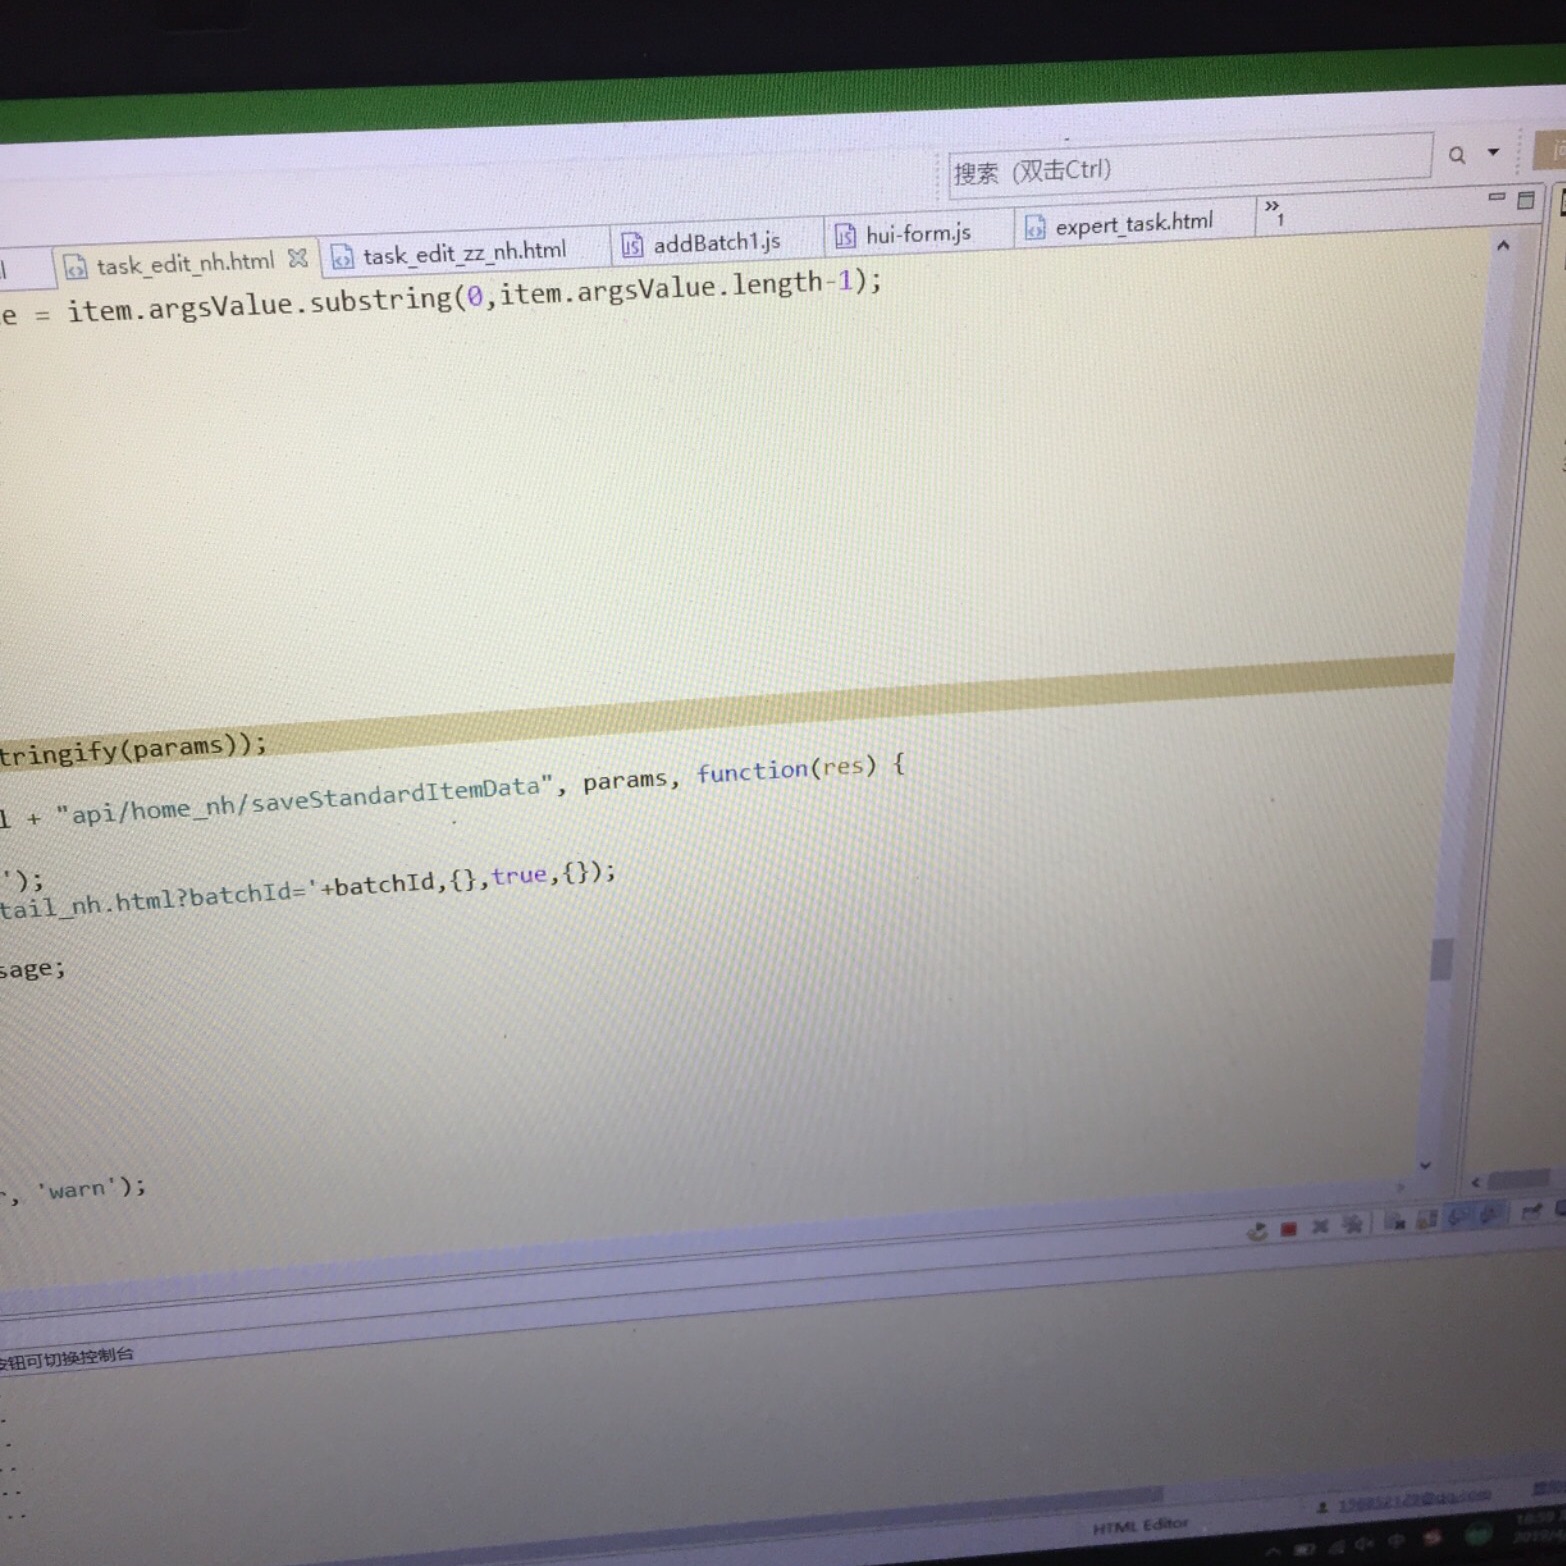 搜索 (双击Ctrl)
task_edit_nh.html task_edit_zz_nh.html addBatch1.js hui-form.js expert_task.html »1
e = item.argsValue.substring(0,item.argsValue.length-1);
tringify(params));
l + "api/home_nh/saveStandardItemData", params, function(res) {
');
tail_nh.html?batchId='+batchId,{},true,{});
sage;
, 'warn');
钮可切换控制台
HTML Editor